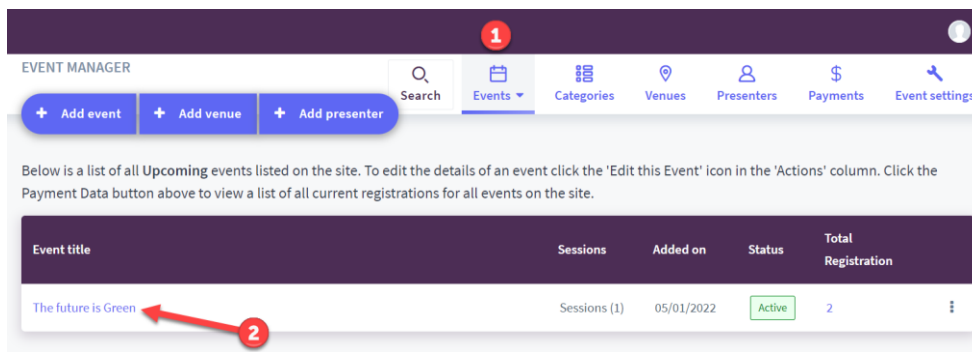 1
EVENT MANAGER
Search
Events
Categories
Venues
Presenters
Payments
Event settings
+ Add event
+ Add venue
+ Add presenter
Below is a list of all Upcoming events listed on the site. To edit the details of an event click the 'Edit this Event' icon in the 'Actions' column. Click the
Payment Data button above to view a list of all current registrations for all events on the site.
Event title Sessions Added on Status Total
Registration
The future is Green Sessions (1) 05/01/2022 Active 2
2